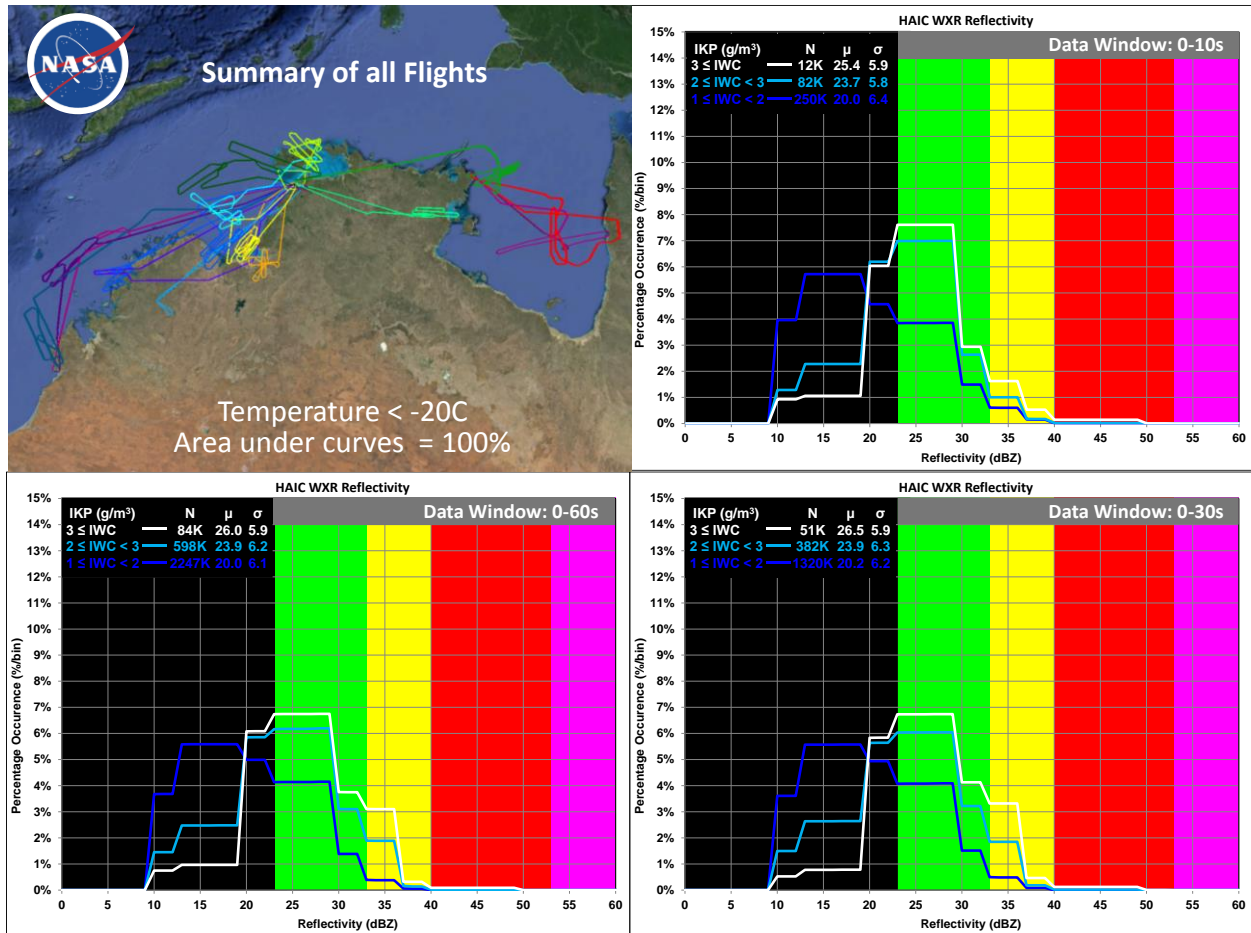 NASA
Summary of all Flights
Temperature < -20C
Area under curves = 100%
HAIC WXR Reflectivity
Data Window: 0-10s
IKP (g/m³) N μ σ
3 ≤ IWC 12K 25.4 5.9
2 ≤ IWC < 3 82K 23.7 5.8
1 ≤ IWC < 2 250K 20.0 6.4
15%
14%
13%
12%
11%
10%
9%
8%
7%
6%
5%
4%
3%
2%
1%
0%
Percentage Occurence (%/bin)
0 5 10 15 20 25 30 35 40 45 50 55 60
Reflectivity (dBZ)
HAIC WXR Reflectivity
Data Window: 0-60s
IKP (g/m³) N μ σ
3 ≤ IWC 84K 26.0 5.9
2 ≤ IWC < 3 598K 23.9 6.2
1 ≤ IWC < 2 2247K 20.0 6.1
15%
14%
13%
12%
11%
10%
9%
8%
7%
6%
5%
4%
3%
2%
1%
0%
Percentage Occurence (%/bin)
0 5 10 15 20 25 30 35 40 45 50 55 60
Reflectivity (dBZ)
HAIC WXR Reflectivity
Data Window: 0-30s
IKP (g/m³) N μ σ
3 ≤ IWC 51K 26.5 5.9
2 ≤ IWC < 3 382K 23.9 6.3
1 ≤ IWC < 2 1320K 20.2 6.2
15%
14%
13%
12%
11%
10%
9%
8%
7%
6%
5%
4%
3%
2%
1%
0%
Percentage Occurence (%/bin)
0 5 10 15 20 25 30 35 40 45 50 55 60
Reflectivity (dBZ)